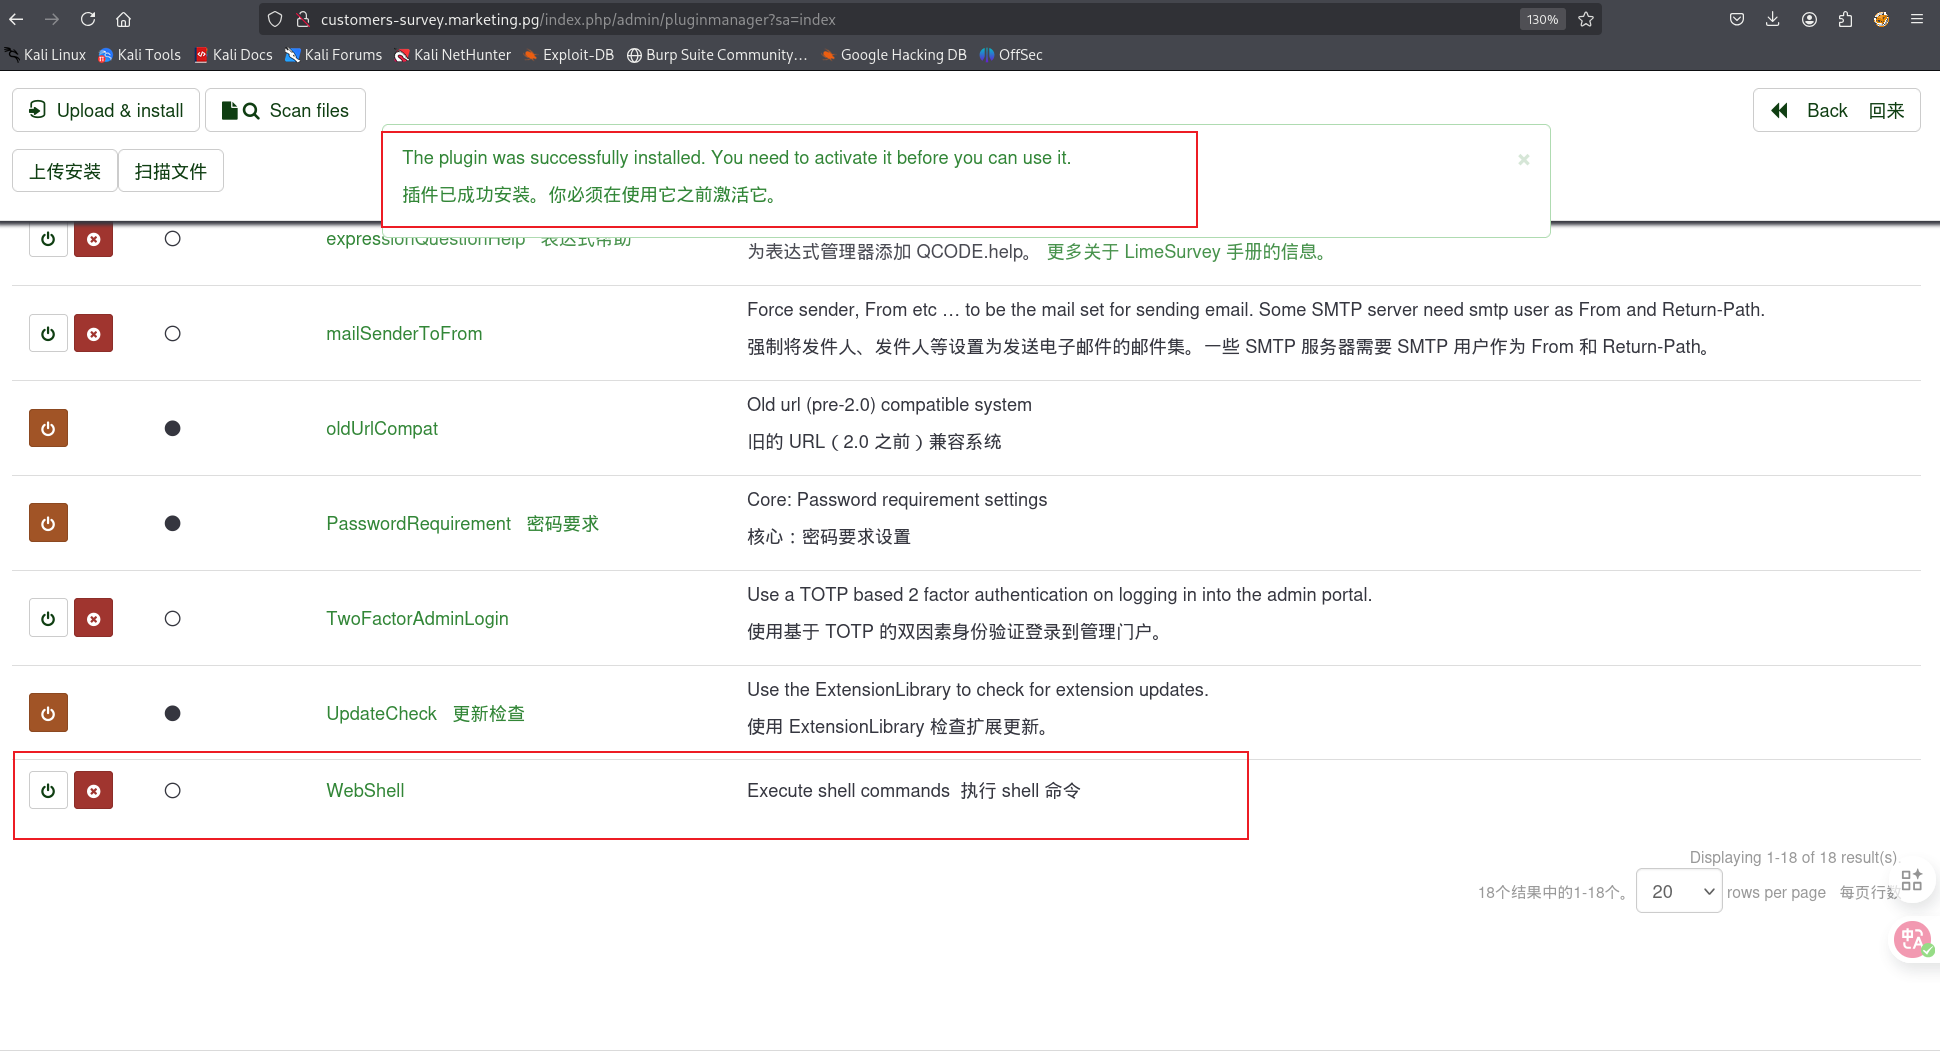 customers-survey.marketing.pg/index.php/admin/pluginmanager?sa=index
130%
Kali Linux Kali Tools Kali Docs Kali Forums Kali NetHunter Exploit-DB Burp Suite Community… Google Hacking DB OffSec
Upload & install Scan files Back 回来
上传安装 扫描文件
The plugin was successfully installed. You need to activate it before you can use it. ×
插件已成功安装。你必须在使用它之前激活它。
expressionQuestionHelp 表达式帮助
为表达式管理器添加 QCODE.help。 更多关于 LimeSurvey 手册的信息。
Force sender, From etc … to be the mail set for sending email. Some SMTP server need smtp user as From and Return-Path.
mailSenderToFrom
强制将发件人、发件人等设置为发送电子邮件的邮件集。一些 SMTP 服务器需要 SMTP 用户作为 From 和 Return-Path。
Old url (pre-2.0) compatible system
oldUrlCompat
旧的 URL（2.0 之前）兼容系统
Core: Password requirement settings
PasswordRequirement 密码要求
核心：密码要求设置
Use a TOTP based 2 factor authentication on logging in into the admin portal.
TwoFactorAdminLogin
使用基于 TOTP 的双因素身份验证登录到管理门户。
Use the ExtensionLibrary to check for extension updates.
UpdateCheck 更新检查
使用 ExtensionLibrary 检查扩展更新。
WebShell Execute shell commands 执行 shell 命令
Displaying 1-18 of 18 result(s).
18个结果中的1-18个。 20 rows per page 每页行数